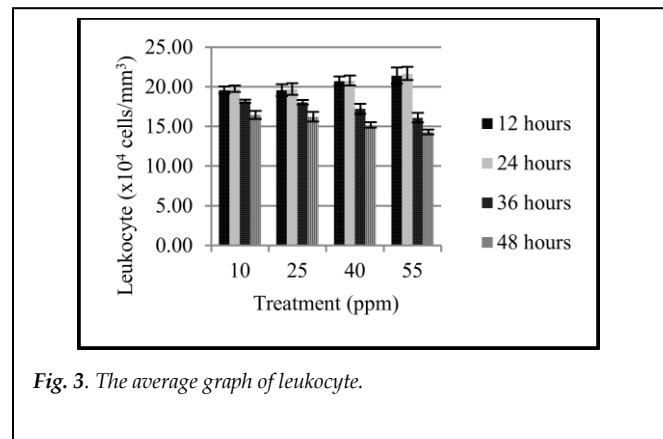 25.00
20.00
15.00
10.00
5.00
0.00
Leukocyte (x10⁴ cells/mm³)
10 25 40 55
Treatment (ppm)
12 hours
24 hours
36 hours
48 hours
Fig. 3. The average graph of leukocyte.